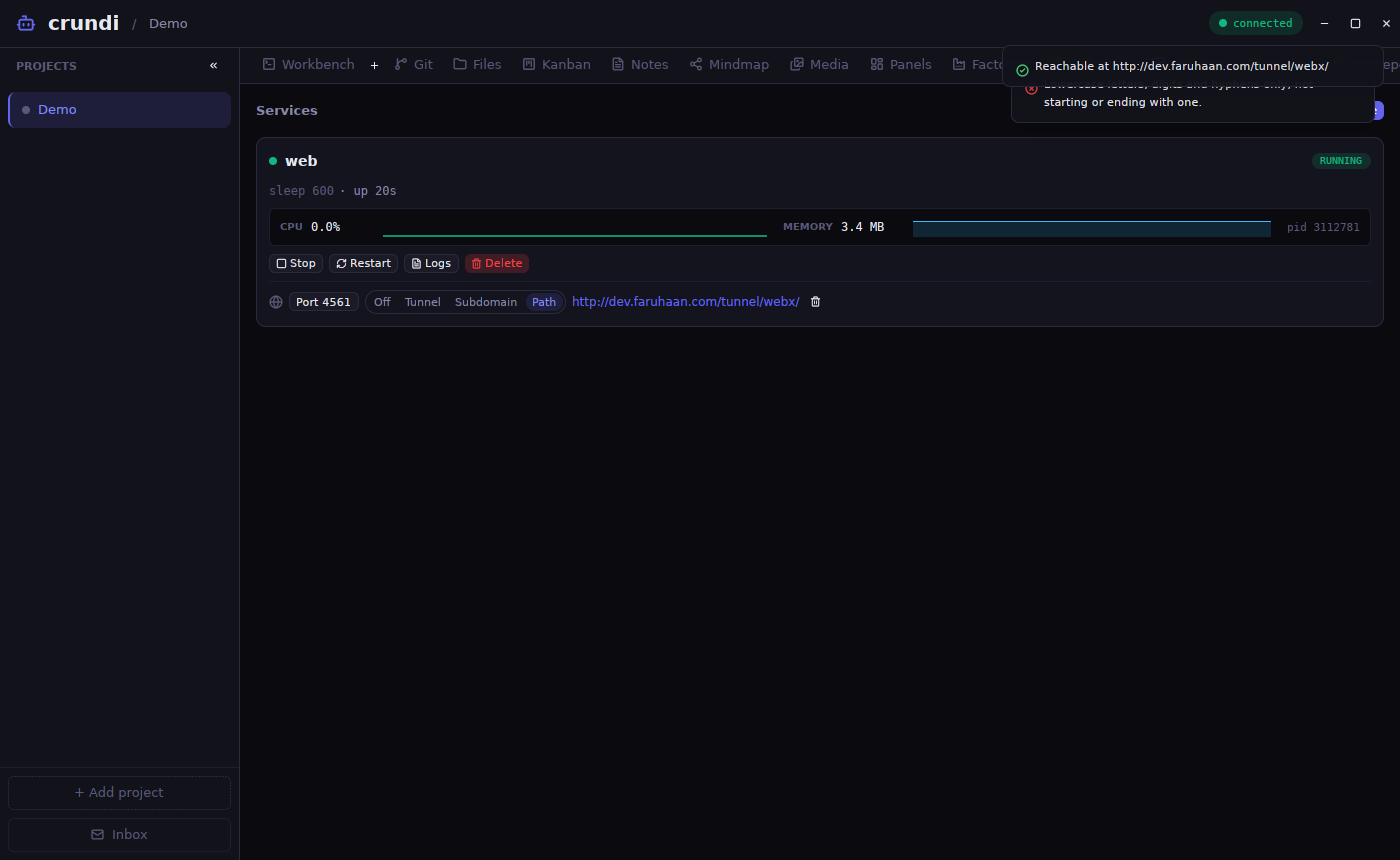 crundi / Demo
connected
PROJECTS «
Workbench + Git Files Kanban Notes Mindmap Media Panels
Reachable at http://dev.faruhaan.com/tunnel/webx/
starting or ending with one.
Demo
Services
web
RUNNING
sleep 600 · up 20s
CPU 0.0% MEMORY 3.4 MB pid 3112781
Stop Restart Logs Delete
Port 4561 Off Tunnel Subdomain Path http://dev.faruhaan.com/tunnel/webx/
+ Add project
Inbox